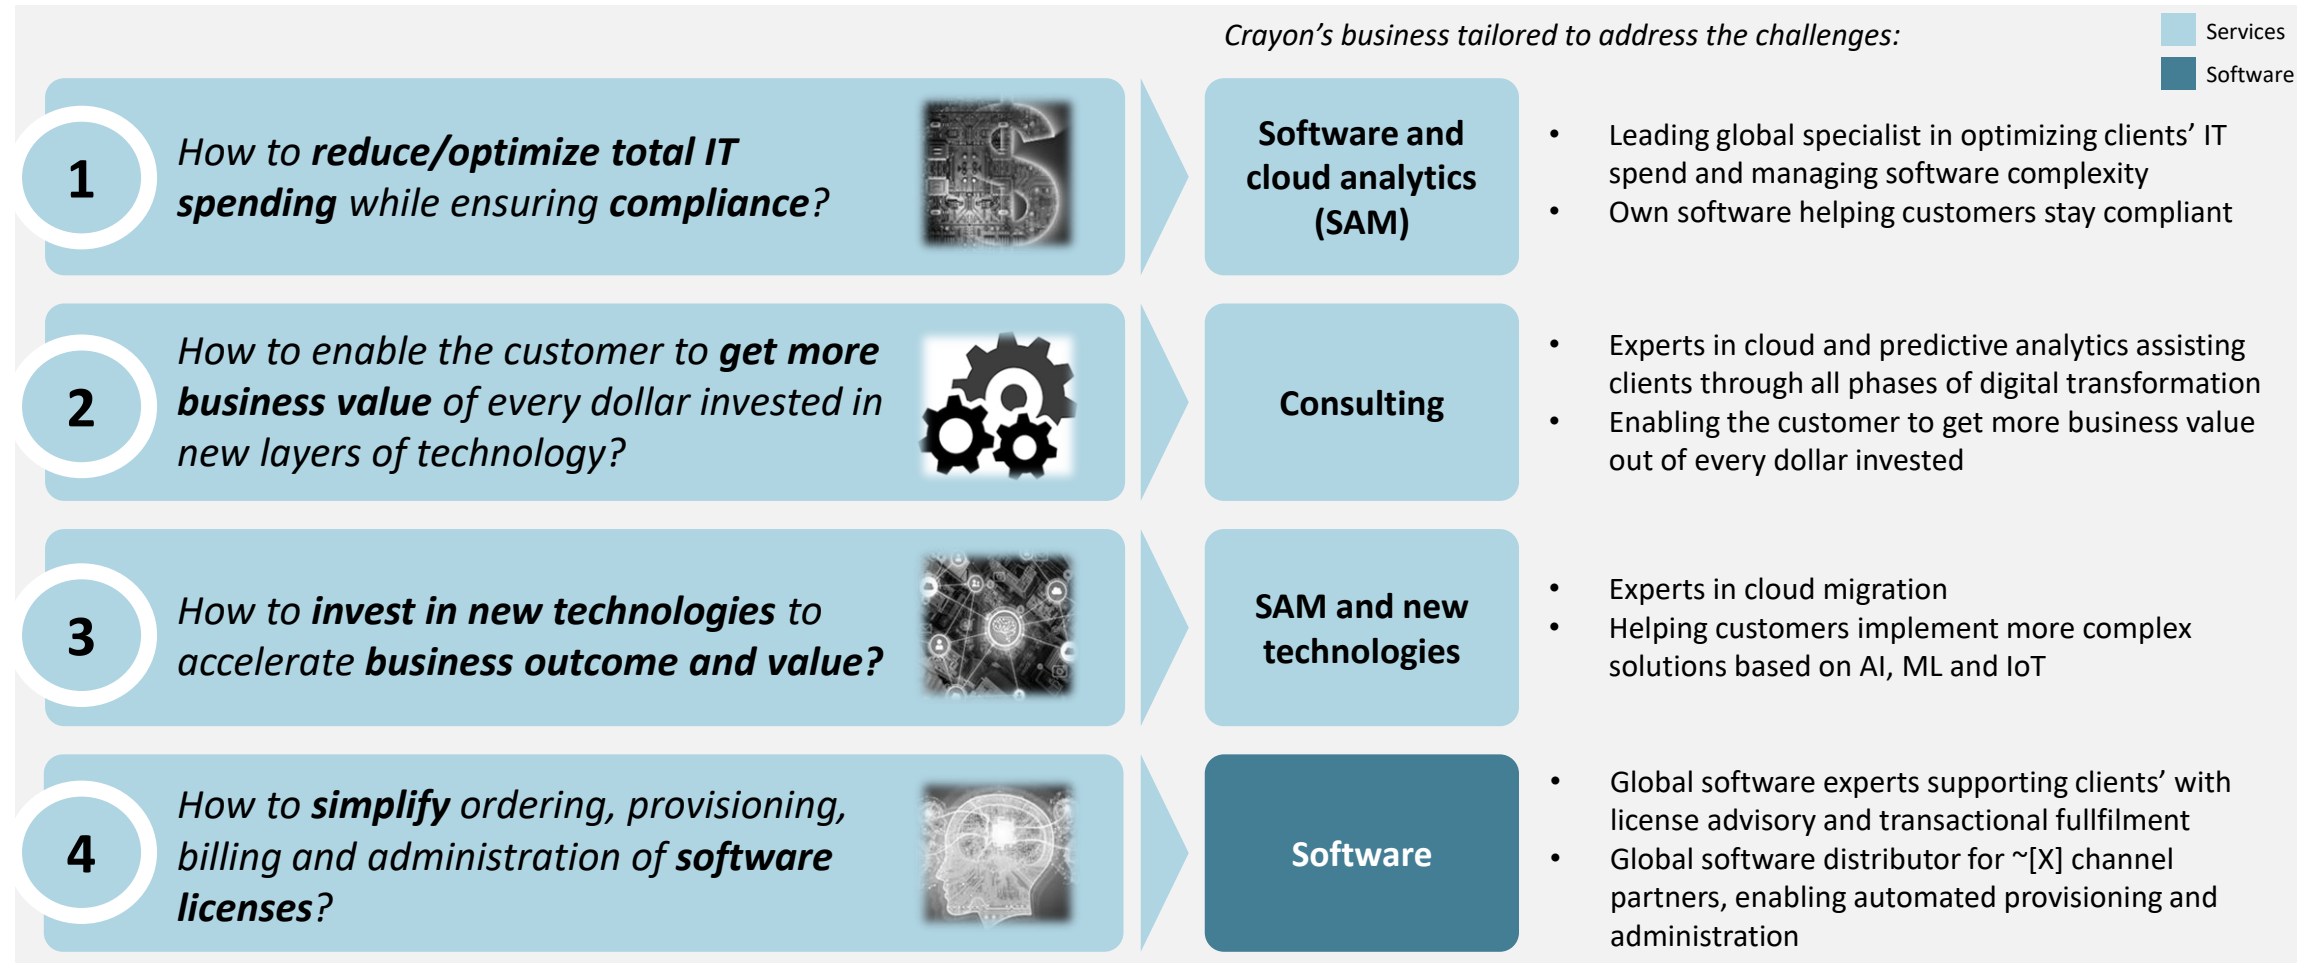 Crayon’s business tailored to address the challenges:
Services
Software
1
How to reduce/optimize total IT
spending while ensuring compliance?
Software and
cloud analytics
(SAM)
• Leading global specialist in optimizing clients’ IT
spend and managing software complexity
• Own software helping customers stay compliant
2
How to enable the customer to get more
business value of every dollar invested in
new layers of technology?
Consulting
• Experts in cloud and predictive analytics assisting
clients through all phases of digital transformation
• Enabling the customer to get more business value
out of every dollar invested
3
How to invest in new technologies to
accelerate business outcome and value?
SAM and new
technologies
• Experts in cloud migration
• Helping customers implement more complex
solutions based on AI, ML and IoT
4
How to simplify ordering, provisioning,
billing and administration of software
licenses?
Software
• Global software experts supporting clients’ with
license advisory and transactional fullfilment
• Global software distributor for ~[X] channel
partners, enabling automated provisioning and
administration